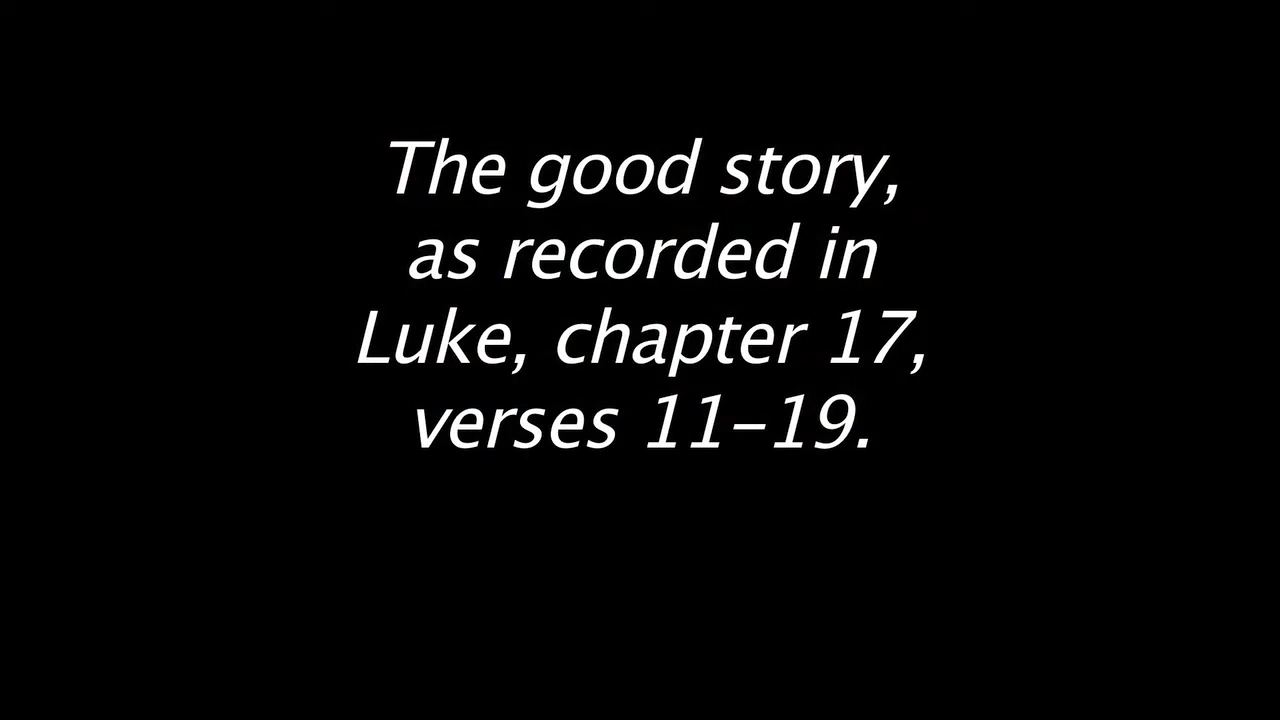 The good story,
as recorded in
Luke, chapter 17,
verses 11–19.